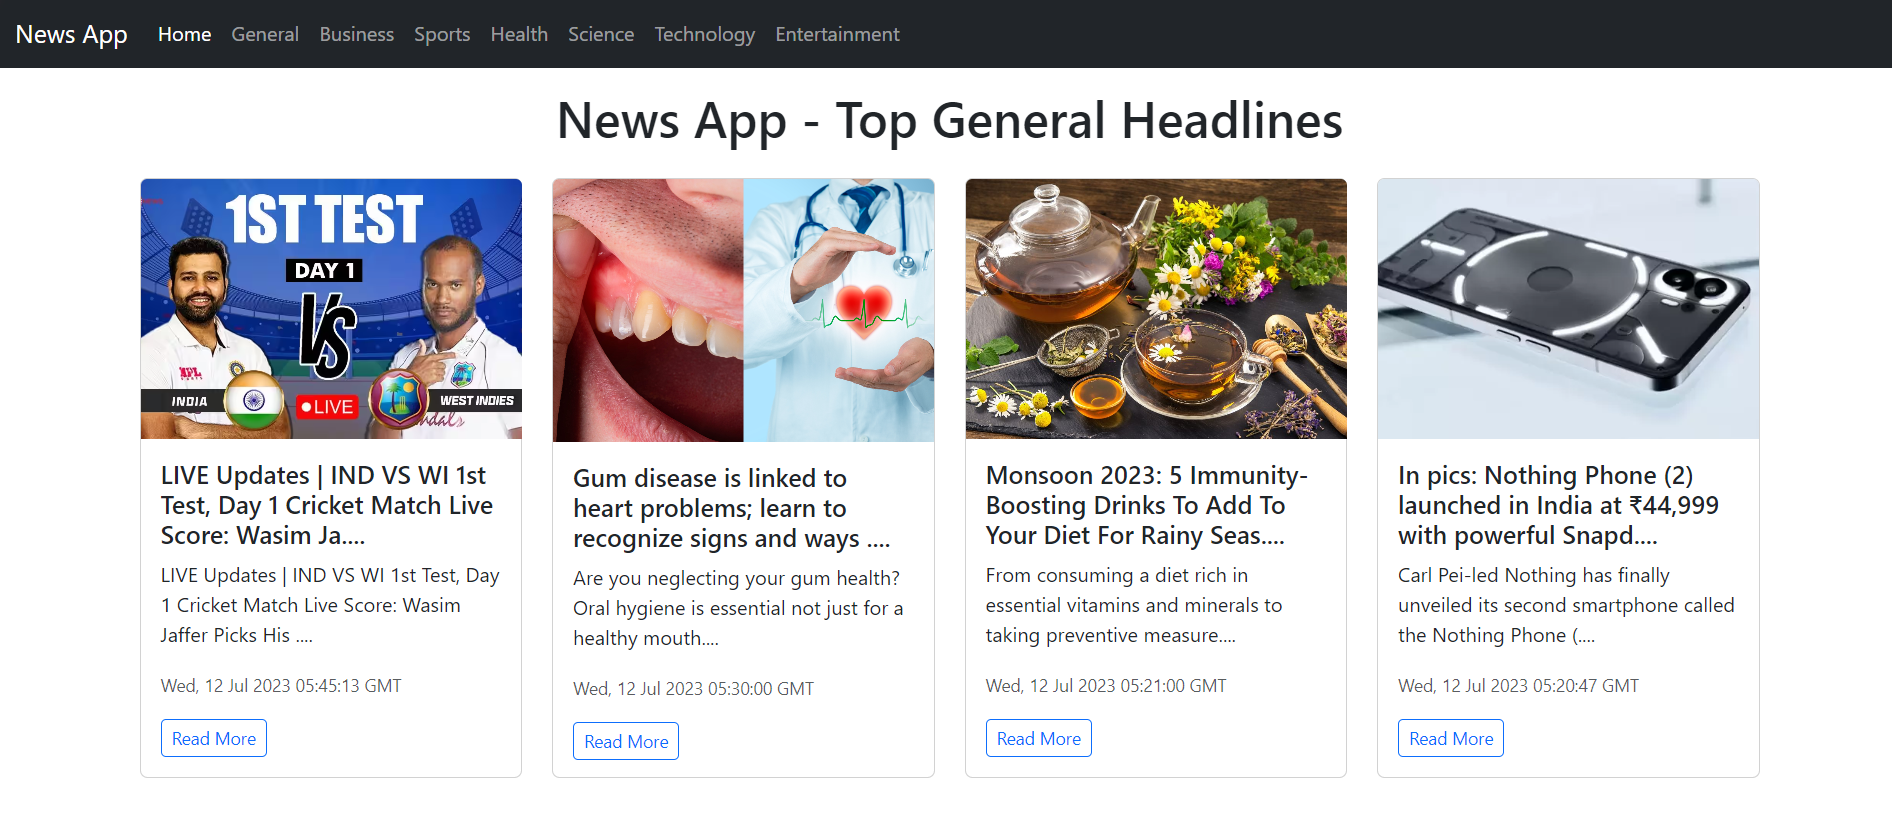 News App Home General Business Sports Health Science Technology Entertainment
News App - Top General Headlines
1ST TEST
DAY 1
VS
INDIA
LIVE
WEST INDIES
LIVE Updates | IND VS WI 1st
Test, Day 1 Cricket Match Live
Score: Wasim Ja....
LIVE Updates | IND VS WI 1st Test, Day
1 Cricket Match Live Score: Wasim
Jaffer Picks His ....
Wed, 12 Jul 2023 05:45:13 GMT
Read More
Gum disease is linked to
heart problems; learn to
recognize signs and ways ....
Are you neglecting your gum health?
Oral hygiene is essential not just for a
healthy mouth....
Wed, 12 Jul 2023 05:30:00 GMT
Read More
Monsoon 2023: 5 Immunity-
Boosting Drinks To Add To
Your Diet For Rainy Seas....
From consuming a diet rich in
essential vitamins and minerals to
taking preventive measure....
Wed, 12 Jul 2023 05:21:00 GMT
Read More
In pics: Nothing Phone (2)
launched in India at ₹44,999
with powerful Snapd....
Carl Pei-led Nothing has finally
unveiled its second smartphone called
the Nothing Phone (....
Wed, 12 Jul 2023 05:20:47 GMT
Read More